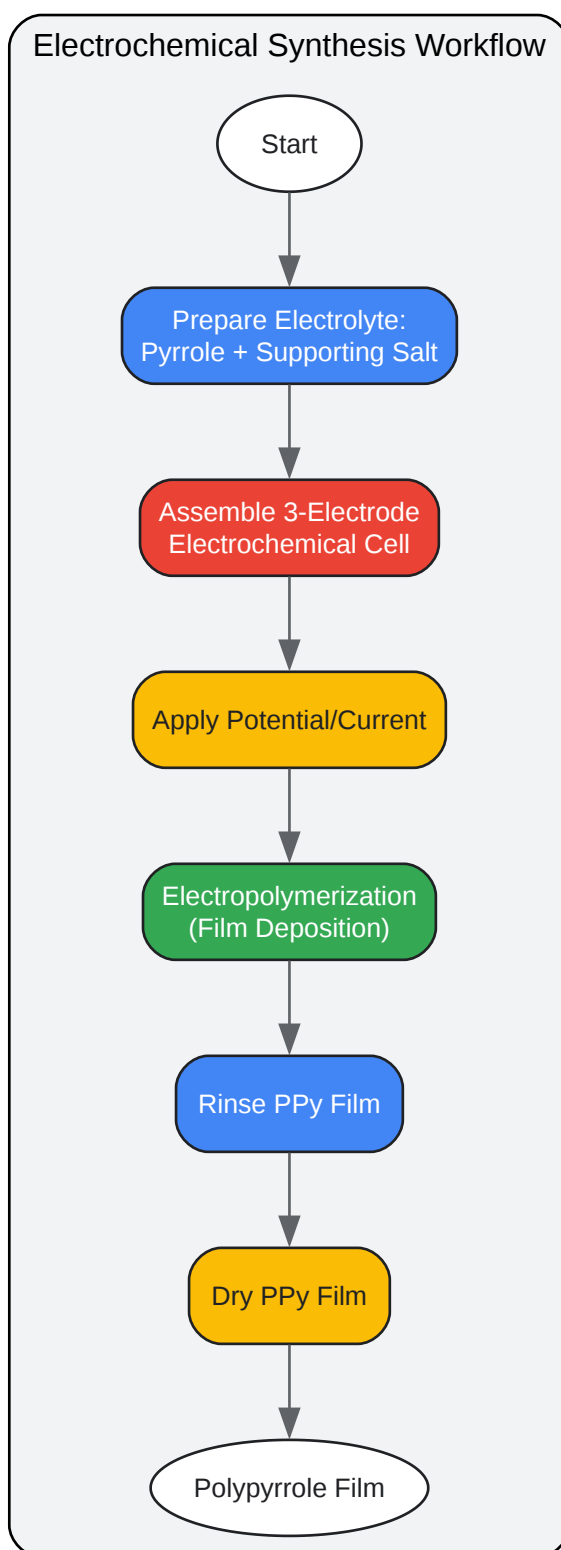 Electrochemical Synthesis Workflow
Start
Prepare Electrolyte:
Pyrrole + Supporting Salt
Assemble 3-Electrode
Electrochemical Cell
Apply Potential/Current
Electropolymerization
(Film Deposition)
Rinse PPy Film
Dry PPy Film
Polypyrrole Film